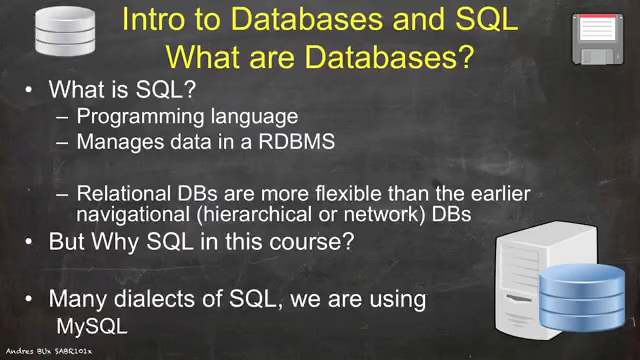 Intro to Databases and SQL
What are Databases?
• What is SQL?
– Programming language
– Manages data in a RDBMS
– Relational DBs are more flexible than the earlier
navigational (hierarchical or network) DBs
• But Why SQL in this course?
• Many dialects of SQL, we are using
MySQL
Andres BUx SABR101x